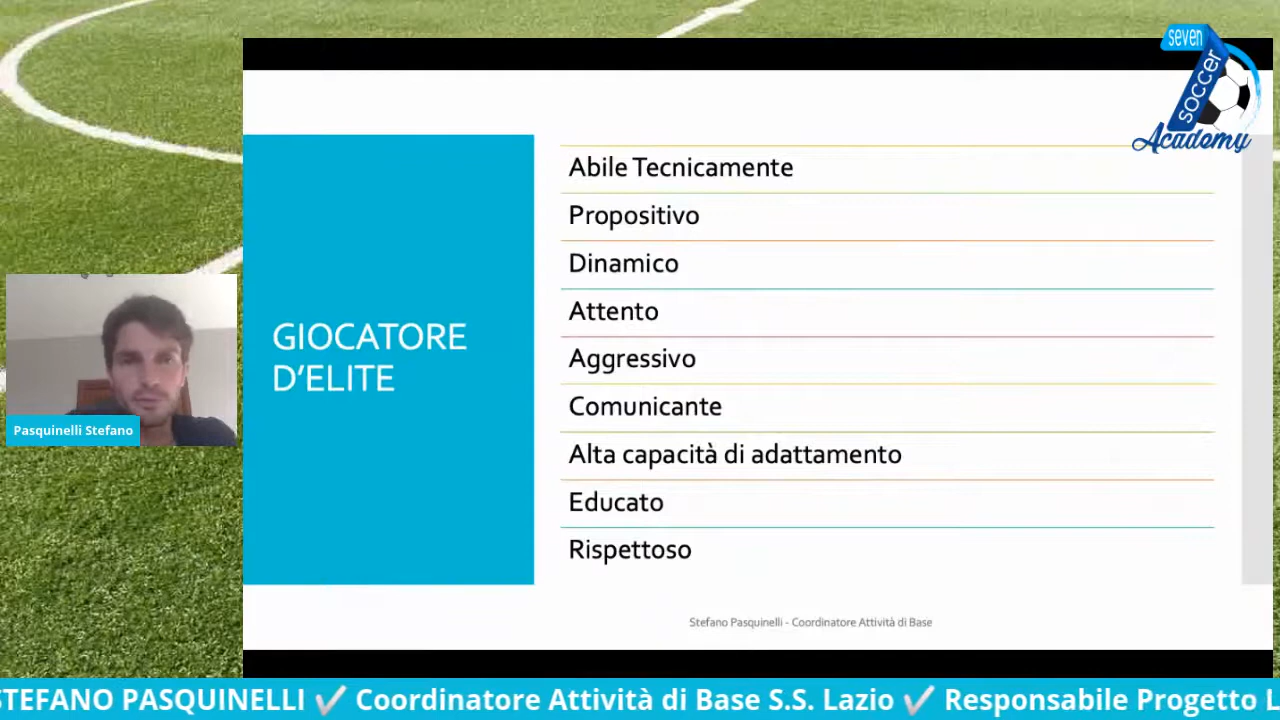 seven
SOCCER
Academy
Abile Tecnicamente
Propositivo
Dinamico
Attento
Aggressivo
Comunicante
Alta capacità di adattamento
Educato
Rispettoso
GIOCATORE
D’ELITE
Pasquinelli Stefano
Stefano Pasquinelli - Coordinatore Attività di Base
STEFANO PASQUINELLI ✔ Coordinatore Attività di Base S.S. Lazio ✔ Responsabile Progetto L